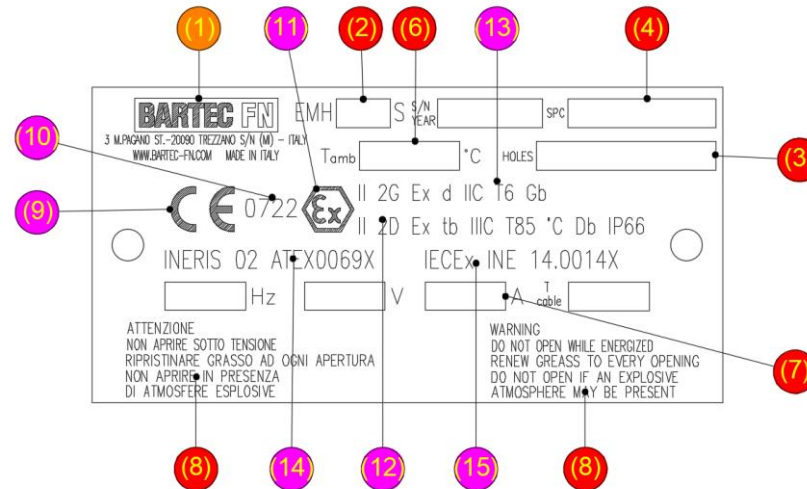 (1) (11) (2) (6) (13) (4)
BARTEC FN EMH S S/N YEAR SPC
3 M.PAGANO ST.-20090 TREZZANO S/N (MI) - ITALY
WWW.BARTEC-FN.COM MADE IN ITALY
(10)
Tamb °C HOLES
(3)
(9)
CE 0722 Ex II 2G Ex d IIC T6 Gb
II 2D Ex tb IIIC T85 °C Db IP66
INERIS 02 ATEX0069X IECEx INE 14.0014X
Hz V A T cable
(7)
ATTENZIONE
NON APRIRE SOTTO TENSIONE
RIPRISTINARE GRASSO AD OGNI APERTURA
NON APRIRE IN PRESENZA
DI ATMOSFERE ESPLOSIVE
WARNING
DO NOT OPEN WHILE ENERGIZED
RENEW GREASS TO EVERY OPENING
DO NOT OPEN IF AN EXPLOSIVE
ATMOSPHERE MAY BE PRESENT
(8) (14) (12) (15) (8)